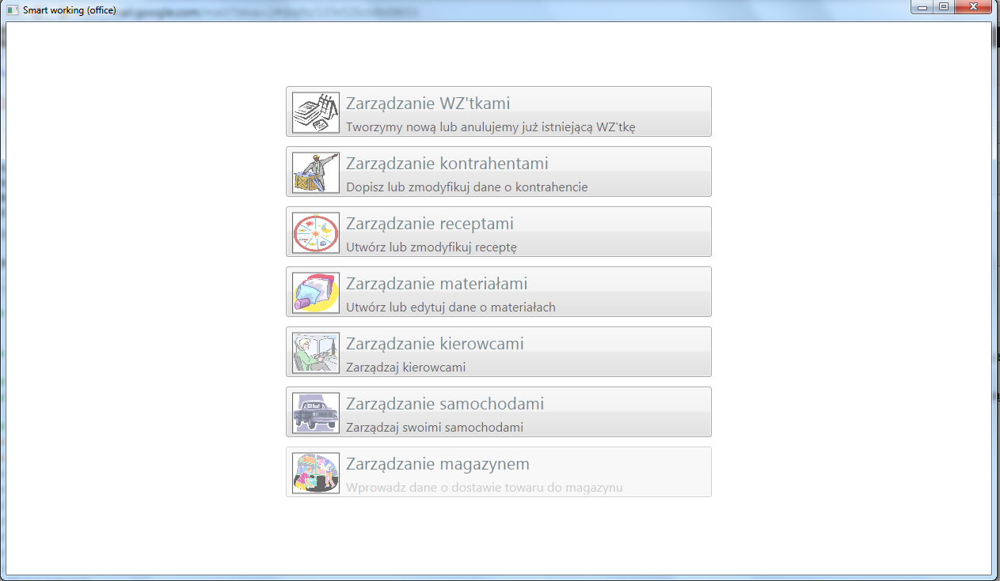 Smart working (office)
Zarządzanie WZ'tkami
Tworzymy nową lub anulujemy już istniejącą WZ'tkę
Zarządzanie kontrahentami
Dopisz lub zmodyfikuj dane o kontrahencie
Zarządzanie receptami
Utwórz lub zmodyfikuj receptę
Zarządzanie materiałami
Utwórz lub edytuj dane o materiałach
Zarządzanie kierowcami
Zarządzaj kierowcami
Zarządzanie samochodami
Zarządzaj swoimi samochodami
Zarządzanie magazynem
Wprowadz dane o dostawie towaru do magazynu